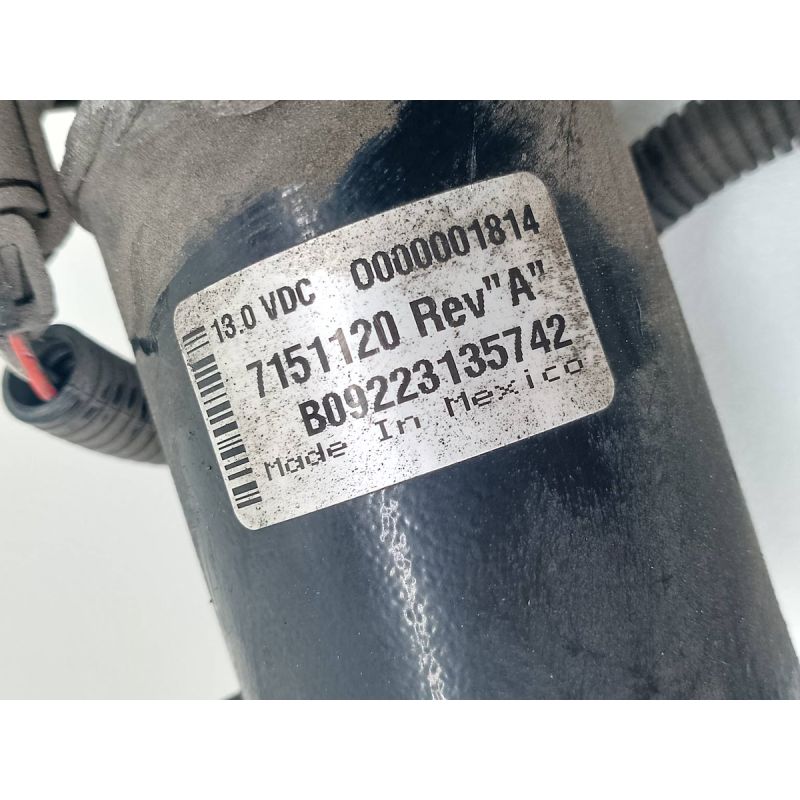 13.0 VDC 0000001814
7151120 Rev"A"
B09223135742
Made In Mexico